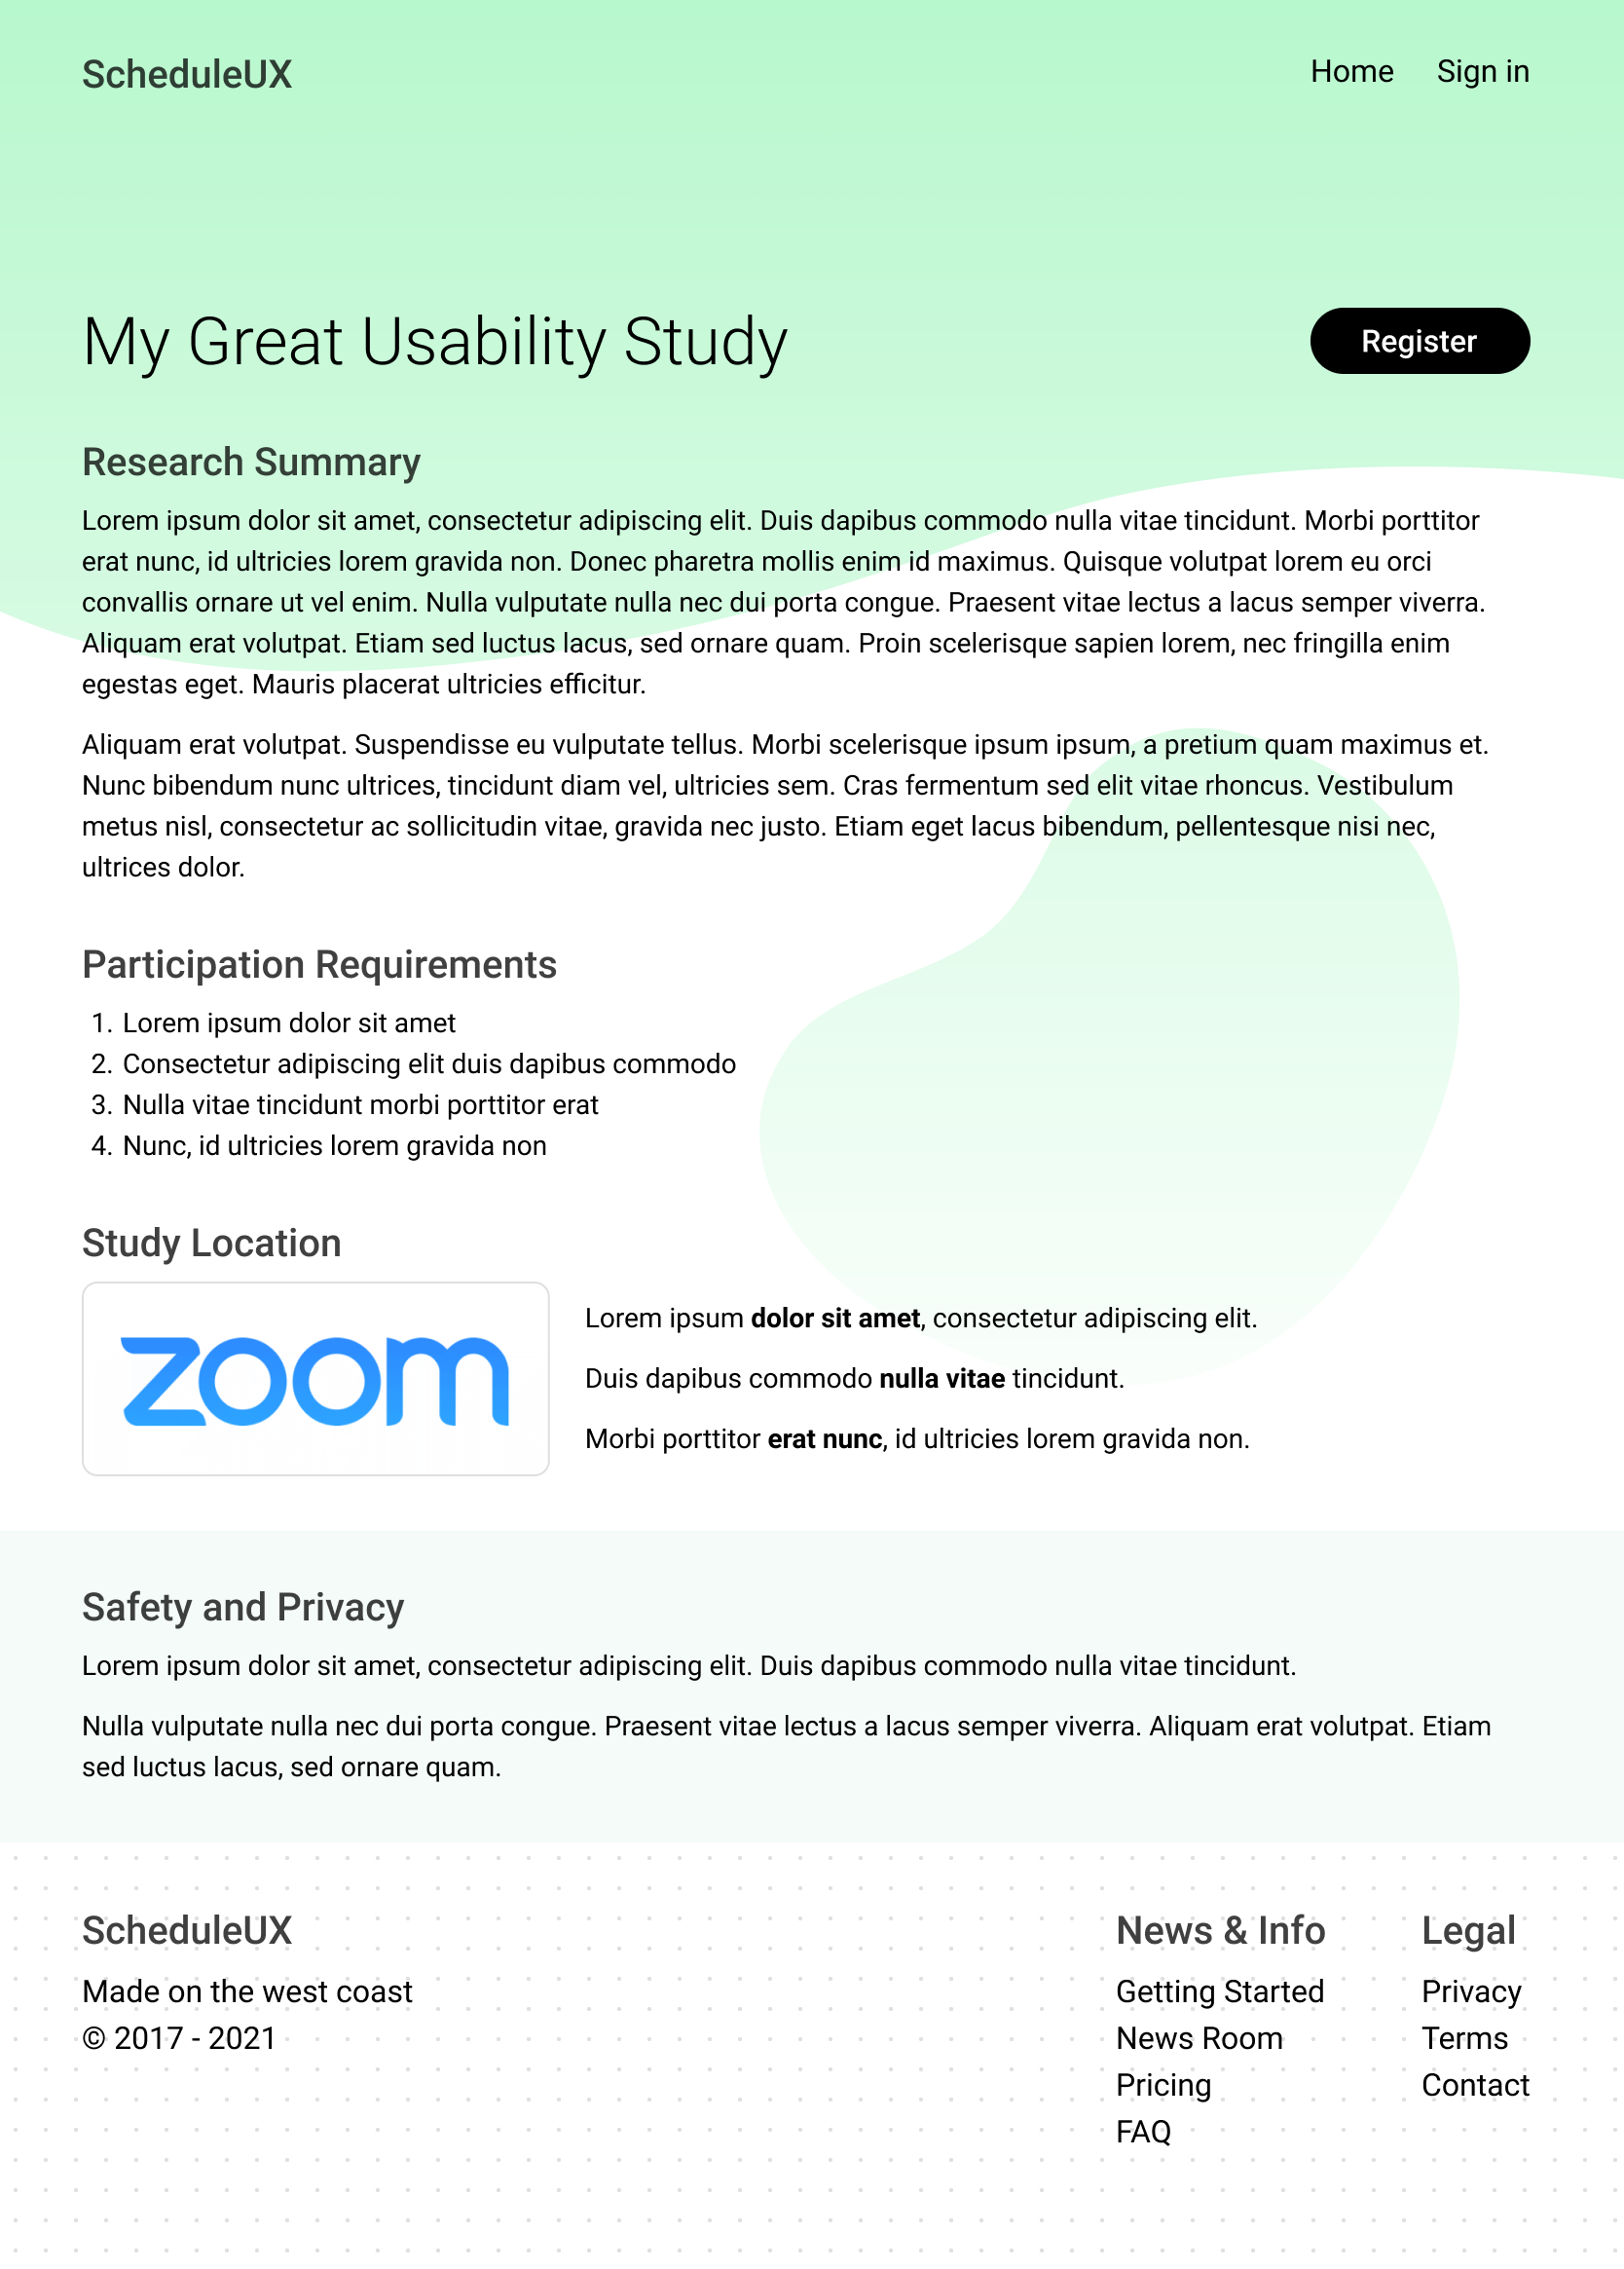 ScheduleUX
Home Sign in
My Great Usability Study
Register
Research Summary
Lorem ipsum dolor sit amet, consectetur adipiscing elit. Duis dapibus commodo nulla vitae tincidunt. Morbi porttitor
erat nunc, id ultricies lorem gravida non. Donec pharetra mollis enim id maximus. Quisque volutpat lorem eu orci
convallis ornare ut vel enim. Nulla vulputate nulla nec dui porta congue. Praesent vitae lectus a lacus semper viverra.
Aliquam erat volutpat. Etiam sed luctus lacus, sed ornare quam. Proin scelerisque sapien lorem, nec fringilla enim
egestas eget. Mauris placerat ultricies efficitur.
Aliquam erat volutpat. Suspendisse eu vulputate tellus. Morbi scelerisque ipsum ipsum, a pretium quam maximus et.
Nunc bibendum nunc ultrices, tincidunt diam vel, ultricies sem. Cras fermentum sed elit vitae rhoncus. Vestibulum
metus nisl, consectetur ac sollicitudin vitae, gravida nec justo. Etiam eget lacus bibendum, pellentesque nisi nec,
ultrices dolor.
Participation Requirements
1. Lorem ipsum dolor sit amet
2. Consectetur adipiscing elit duis dapibus commodo
3. Nulla vitae tincidunt morbi porttitor erat
4. Nunc, id ultricies lorem gravida non
Study Location
zoom
Lorem ipsum dolor sit amet, consectetur adipiscing elit.
Duis dapibus commodo nulla vitae tincidunt.
Morbi porttitor erat nunc, id ultricies lorem gravida non.
Safety and Privacy
Lorem ipsum dolor sit amet, consectetur adipiscing elit. Duis dapibus commodo nulla vitae tincidunt.
Nulla vulputate nulla nec dui porta congue. Praesent vitae lectus a lacus semper viverra. Aliquam erat volutpat. Etiam
sed luctus lacus, sed ornare quam.
ScheduleUX
Made on the west coast
© 2017 - 2021
News & Info
Getting Started
News Room
Pricing
FAQ
Legal
Privacy
Terms
Contact